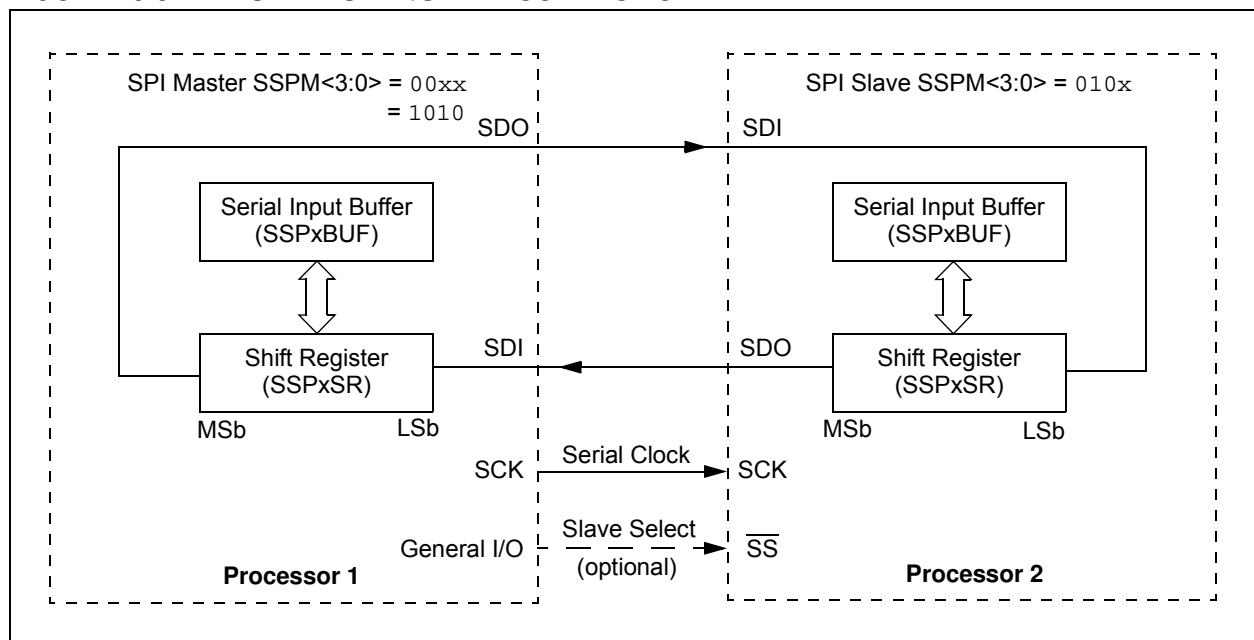 SPI Master SSPM<3:0> = 00xx
= 1010
SPI Slave SSPM<3:0> = 010x
SDO
SDI
Serial Input Buffer
(SSPxBUF)
Serial Input Buffer
(SSPxBUF)
SDI
SDO
Shift Register
(SSPxSR)
Shift Register
(SSPxSR)
MSb
LSb
MSb
LSb
SCK
Serial Clock
SCK
General I/O
Slave Select
(optional)
SS
Processor 1
Processor 2